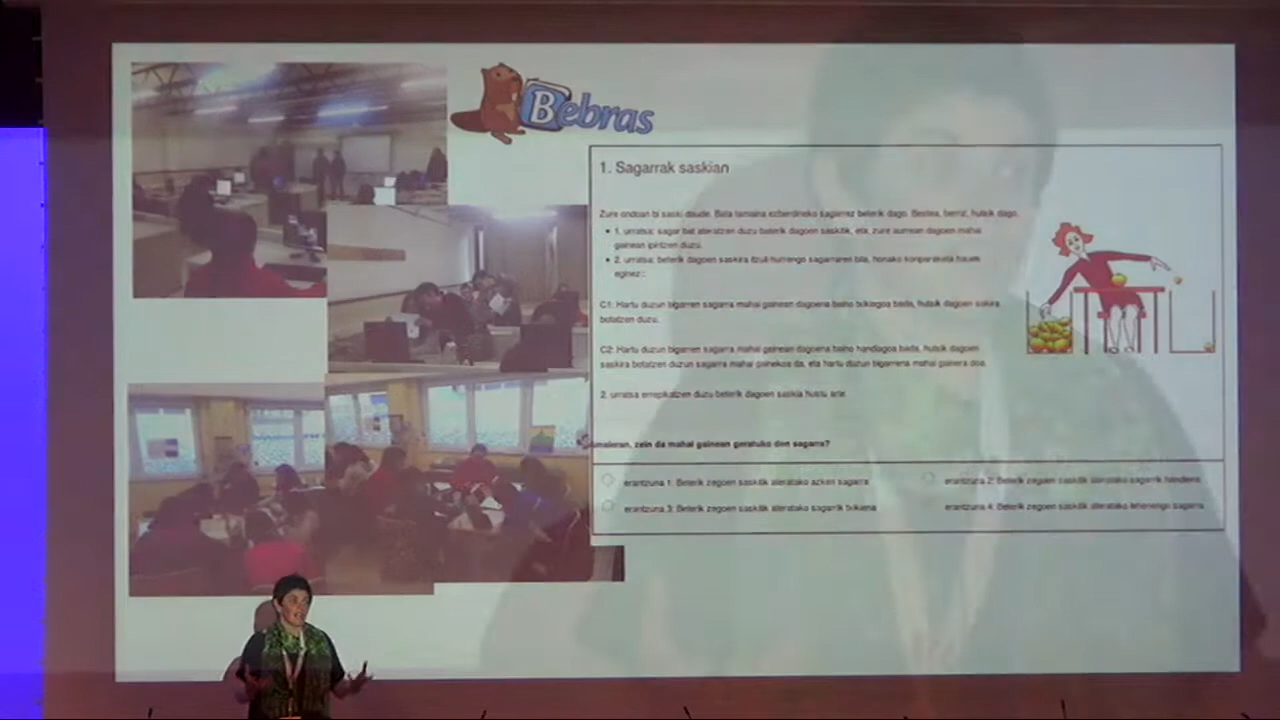 Bebras
1. Sagarrak saskian
Zure ondoan bi saski daude. Bata tamaina ezberdineko sagarrez beterik dago. Bestea, berriz, hutsik dago.
1. urratsa: sagar bat ateratzen duzu beterik dagoen saskitik, eta zure aurrean dagoen mahai
gainean ipintzen duzu.
2. urratsa: beterik dagoen saskira itzuli hurrengo sagarraren bila, honako konparaketa hauek
eginez:
C1: Hartu duzun bigarren sagarra mahai gainean dagoena baino txikiagoa bada, hutsik dagoen
botatzen duzu.
C2: Hartu duzun bigarren sagarra mahai gainean dagoena baino handiagoa bada, hutsik dagoen
saskira botatzen duzun sagarra mahai gainekoa da, eta hartu duzun bigarrena mahai gainera doa.
2. urratsa errepikatzen duzu beterik dagoen saskia hustu arte.
zein da mahai gainean geratuko den sagarra?
erantzuna 1: Beterik zegoen saskitik ateratako azken sagarra
erantzuna 2: Beterik zegoen saskitik ateratako sagarrik handiena
erantzuna 3: Beterik zegoen saskitik ateratako sagarrik txikiena
erantzuna 4: Beterik zegoen saskitik ateratako lehenengo sagarra